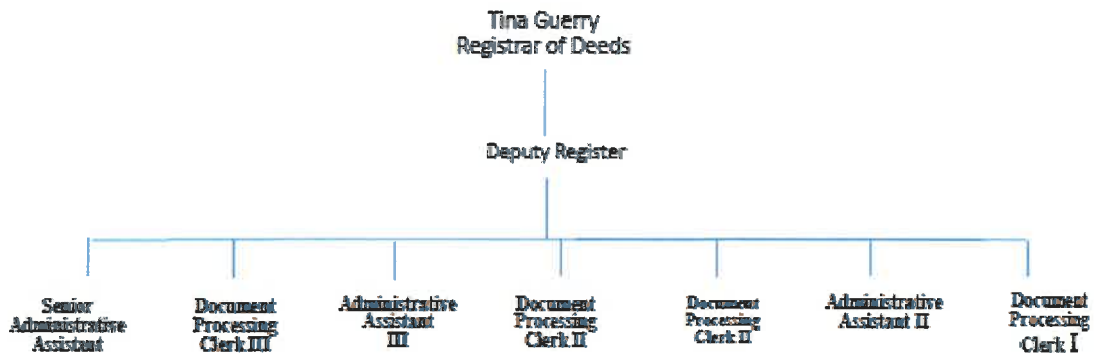 Tina Guerry
Registrar of Deeds
Deputy Register
Senior
Administrative
Assistant
Document
Processing
Clerk III
Administrative
Assistant
III
Document
Processing
Clerk II
Document
Processing
Clerk II
Administrative
Assistant II
Document
Processing
Clerk I